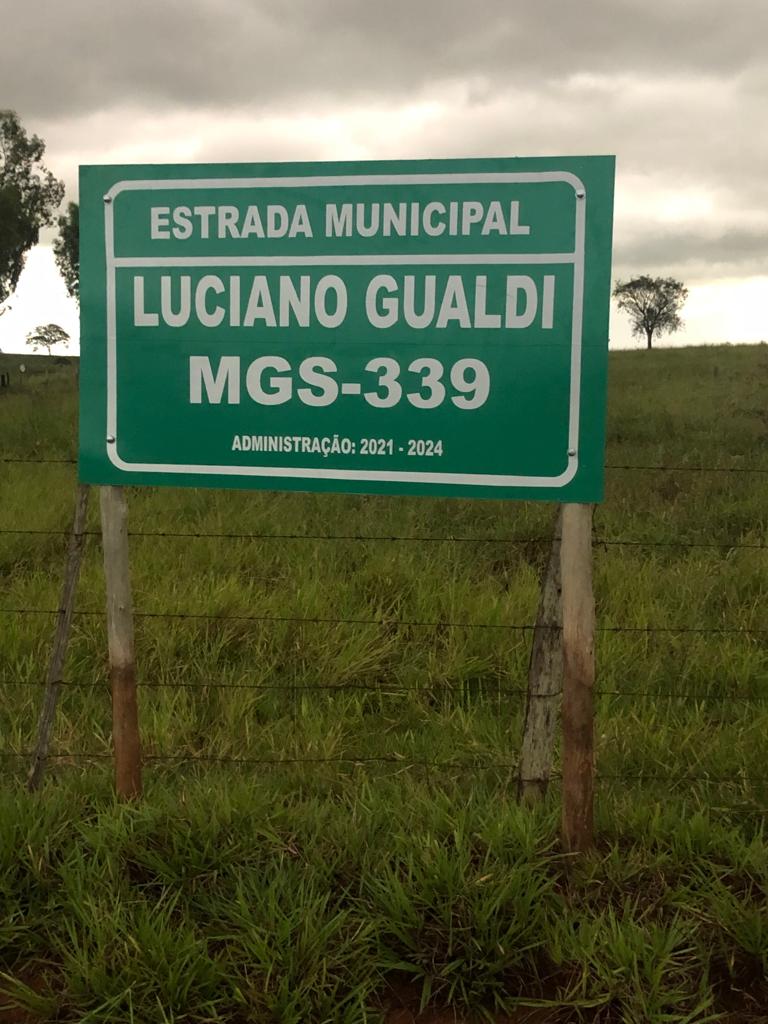 ESTRADA MUNICIPAL
LUCIANO GUALDI
MGS-339
ADMINISTRAÇÃO: 2021 - 2024